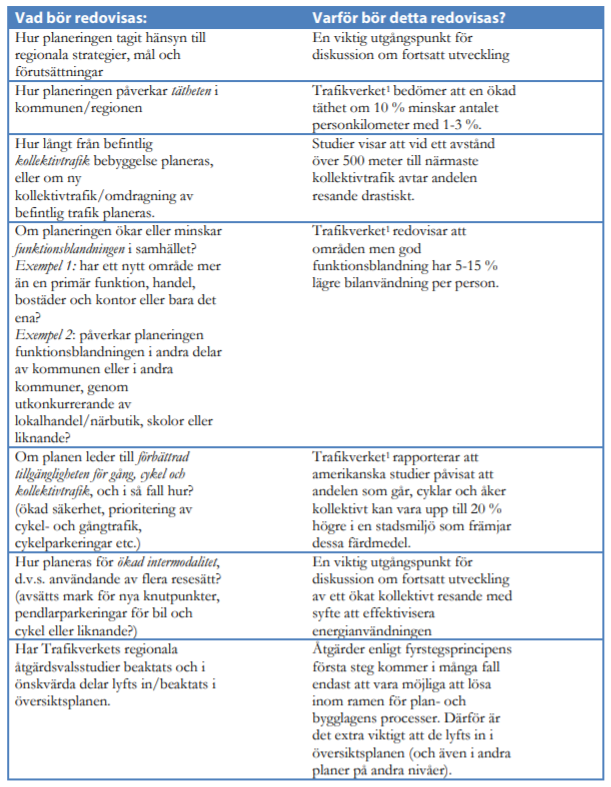 Vad bör redovisas:
Varför bör detta redovisas?
Hur planeringen tagit hänsyn till
regionala strategier, mål och
förutsättningar
En viktig utgångspunkt för
diskussion om fortsatt utveckling
Hur planeringen påverkar tätheten i
kommunen/regionen
Trafikverket¹ bedömer att en ökad
täthet om 10 % minskar antalet
personkilometer med 1-3 %.
Hur långt från befintlig
kollektivtrafik bebyggelse planeras,
eller om ny
kollektivtrafik/omdragning av
befintlig trafik planeras.
Studier visar att vid ett avstånd
över 500 meter till närmaste
kollektivtrafik avtar andelen
resande drastiskt.
Om planeringen ökar eller minskar
funktionsblandningen i samhället?
Exempel 1: har ett nytt område mer
än en primär funktion, handel,
bostäder och kontor eller bara det
ena?
Exempel 2: påverkar planeringen
funktionsblandningen i andra delar
av kommunen eller i andra
kommuner, genom
utkonkurrerande av
lokalhandel/närbutik, skolor eller
liknande?
Trafikverket¹ redovisar att
områden men god
funktionsblandning har 5-15 %
lägre bilanvändning per person.
Om planen leder till förbättrad
tillgängligheten för gång, cykel och
kollektivtrafik, och i så fall hur?
(ökad säkerhet, prioritering av
cykel- och gångtrafik,
cykelparkeringar etc.)
Trafikverket¹ rapporterar att
amerikanska studier påvisat att
andelen som går, cyklar och åker
kollektivt kan vara upp till 20 %
högre i en stadsmiljö som främjar
dessa färdmedel.
Hur planeras för ökad intermodalitet,
d.v.s. användande av flera resesätt?
(avsätts mark för nya knutpunkter,
pendlarparkeringar för bil och
cykel eller liknande?)
En viktig utgångspunkt för
diskussion om fortsatt utveckling
av ett ökat kollektivt resande med
syfte att effektivisera
energianvändningen
Har Trafikverkets regionala
åtgärdsvalsstudier beaktats och i
önskvärda delar lyfts in/beaktats i
översiktsplanen.
Åtgärder enligt fyrstegsprincipens
första steg kommer i många fall
endast att vara möjliga att lösa
inom ramen för plan- och
bygglagens processer. Därför är
det extra viktigt att de lyfts in i
översiktsplanen (och även i andra
planer på andra nivåer).